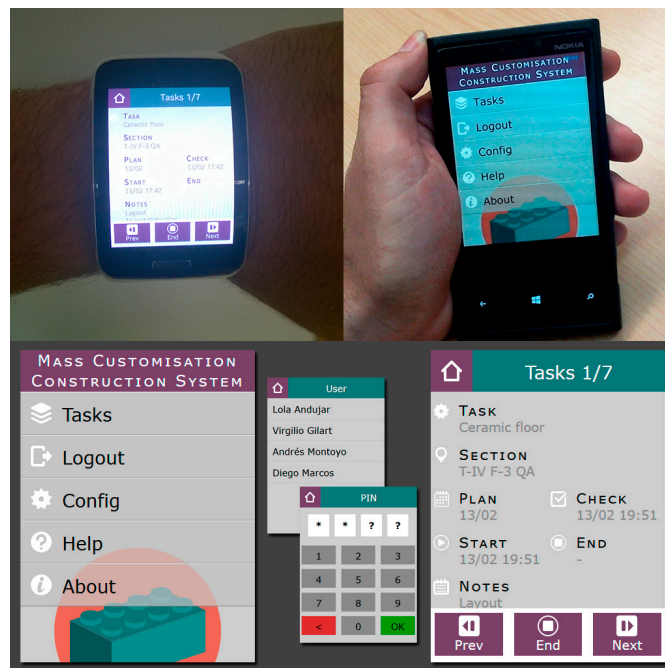 Tasks 1/7
TASK
Ceramic floor
SECTION
T-IV F-3 QA
PLAN
13/02
CHECK
13/02 17:42
START
13/02 17:42
END
-
NOTES
Layout
Prev
End
Next
NOKIA
MASS CUSTOMISATION
CONSTRUCTION SYSTEM
Tasks
Logout
Config
Help
About
MASS CUSTOMISATION
CONSTRUCTION SYSTEM
Tasks
Logout
Config
Help
About
User
Lola Andujar
Virgilio Gilart
Andrés Montoyo
Diego Marcos
PIN
* * ? ?
1 2 3
4 5 6
7 8 9
< 0 OK
Tasks 1/7
TASK
Ceramic floor
SECTION
T-IV F-3 QA
PLAN
13/02
CHECK
13/02 19:51
START
13/02 19:51
END
-
NOTES
Layout
Prev
End
Next